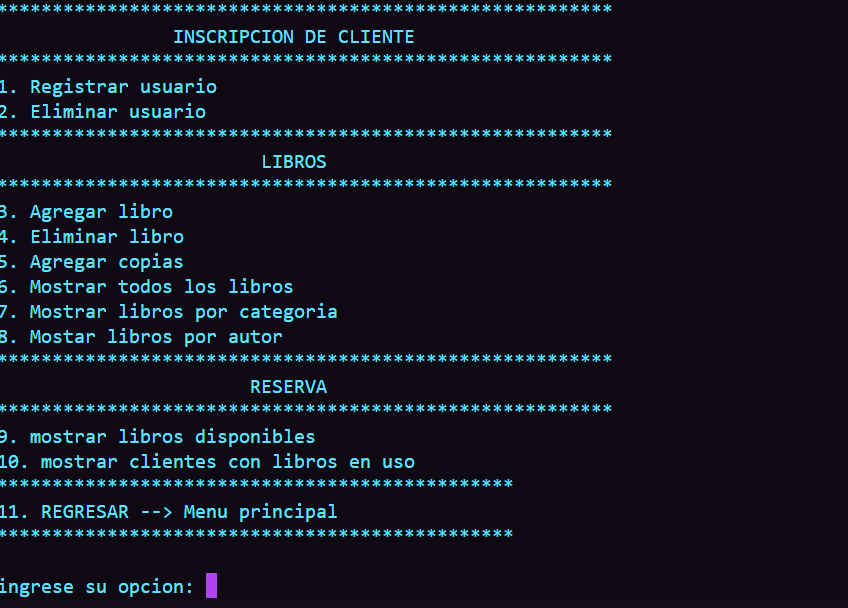 ********************************************************
INSCRIPCION DE CLIENTE
********************************************************
1. Registrar usuario
2. Eliminar usuario
********************************************************
LIBROS
********************************************************
3. Agregar libro
4. Eliminar libro
5. Agregar copias
6. Mostrar todos los libros
7. Mostrar libros por categoria
8. Mostar libros por autor
********************************************************
RESERVA
********************************************************
9. mostrar libros disponibles
10. mostrar clientes con libros en uso
***********************************************
11. REGRESAR --> Menu principal
***********************************************
ingrese su opcion: